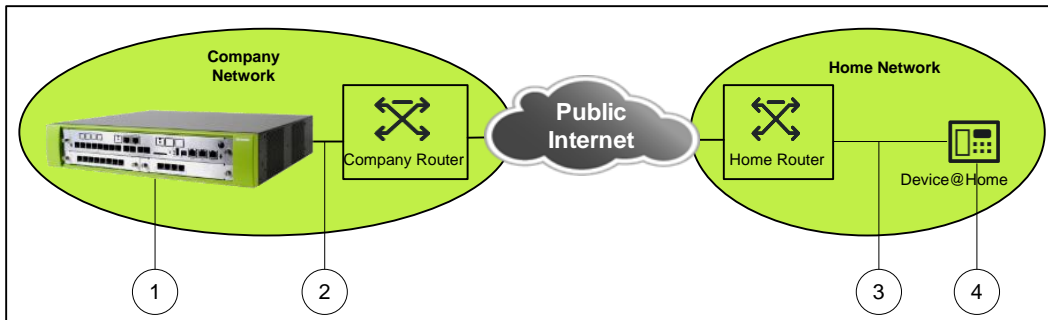 Company
Network
Company Router
Public
Internet
Home Network
Home Router
Device@Home
1
2
3
4